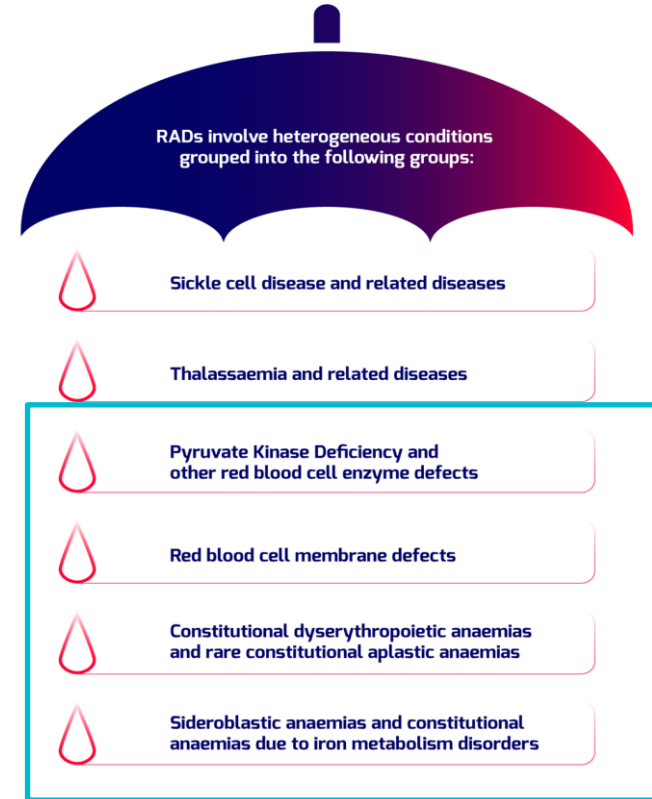 RADs involve heterogeneous conditions
grouped into the following groups:
Sickle cell disease and related diseases
Thalassaemia and related diseases
Pyruvate Kinase Deficiency and
other red blood cell enzyme defects
Red blood cell membrane defects
Constitutional dyserythropoietic anaemias
and rare constitutional aplastic anaemias
Sideroblastic anaemias and constitutional
anaemias due to iron metabolism disorders